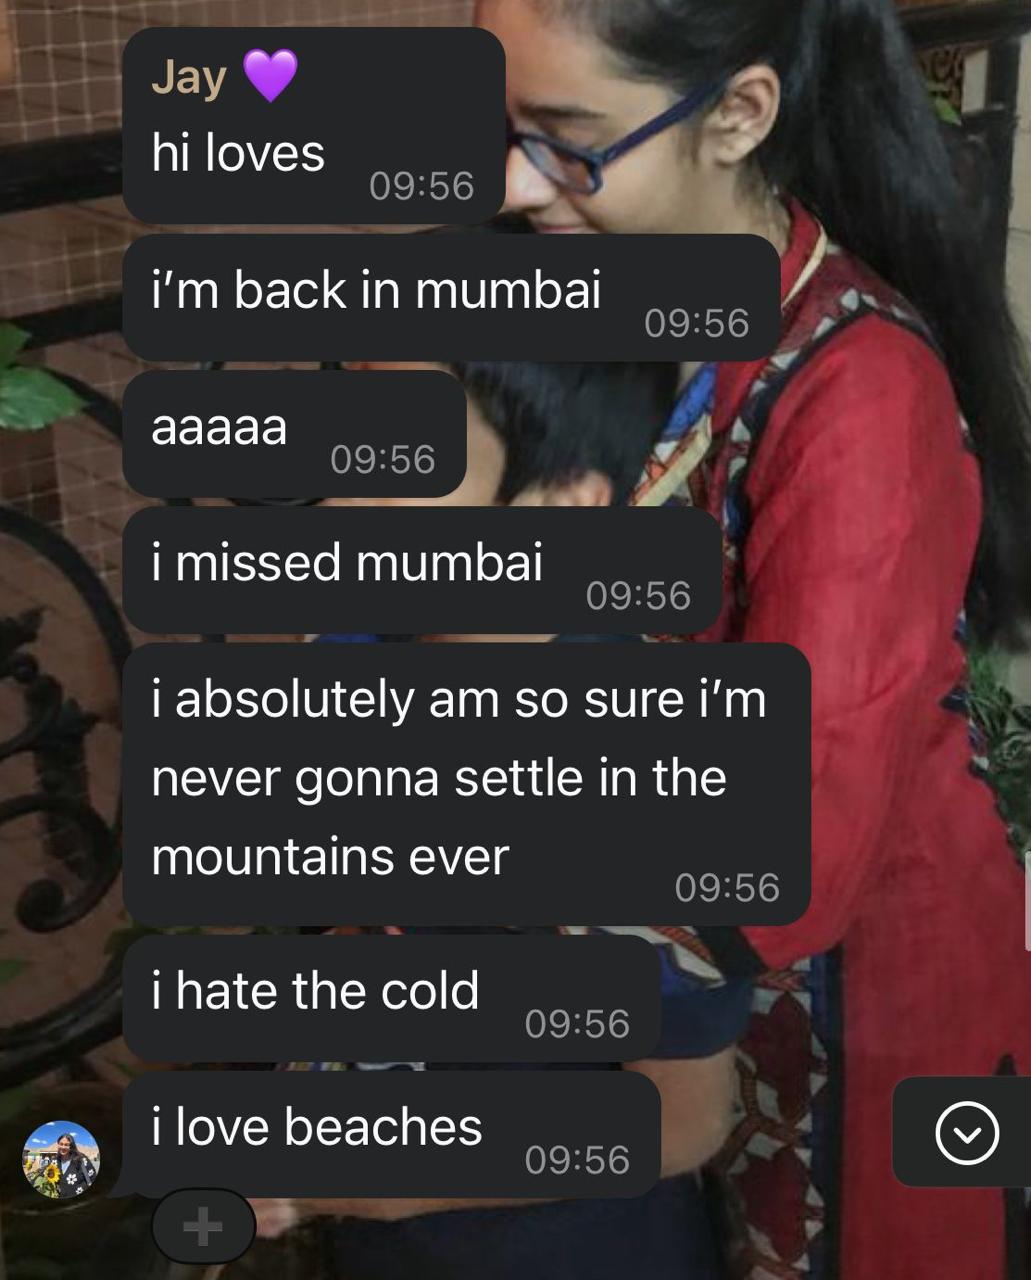 Jay 💜
hi loves
09:56
i’m back in mumbai
09:56
aaaaa
09:56
i missed mumbai
09:56
i absolutely am so sure i’m
never gonna settle in the
mountains ever
09:56
i hate the cold
09:56
i love beaches
09:56